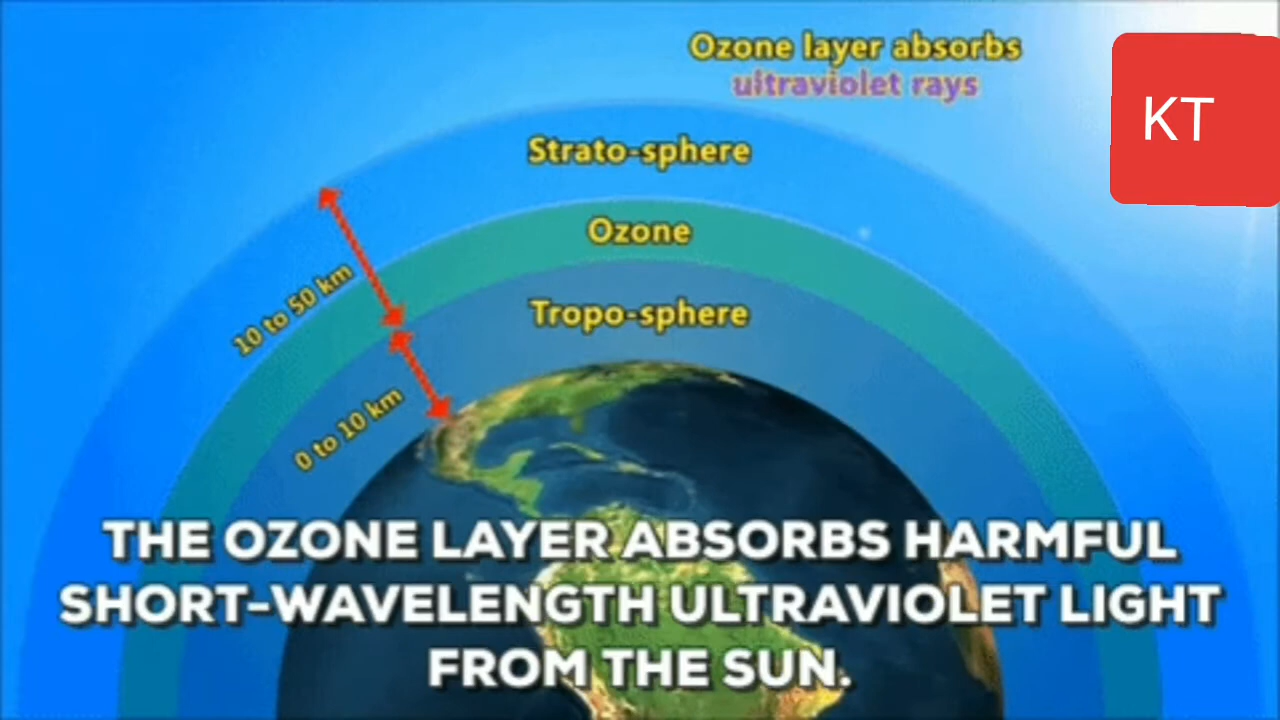 Ozone layer absorbs
ultraviolet rays
KT
Strato-sphere
Ozone
10 to 50 km
Tropo-sphere
0 to 10 km
THE OZONE LAYER ABSORBS HARMFUL
SHORT-WAVELENGTH ULTRAVIOLET LIGHT
FROM THE SUN.